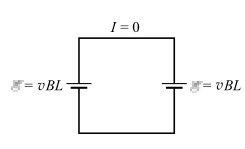 I = 0
= vBL
= vBL